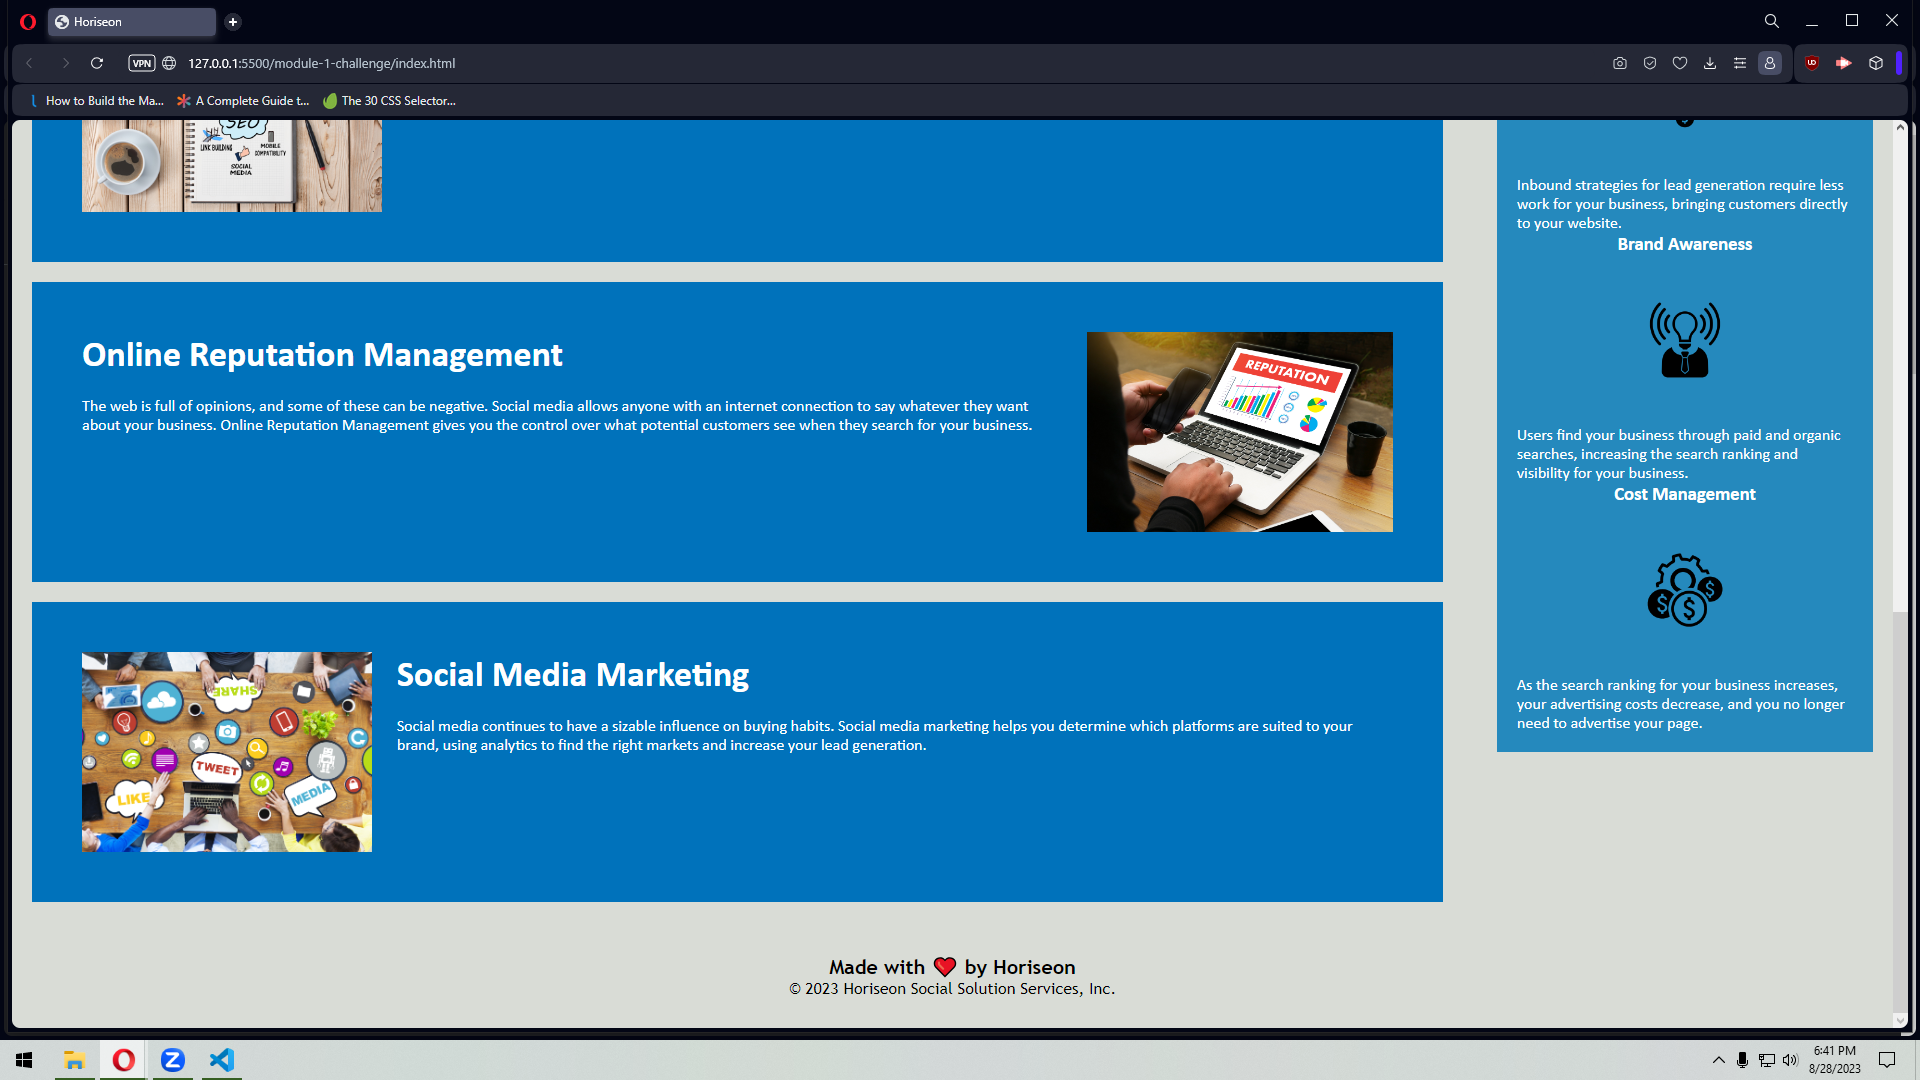 Horiseon
VPN
127.0.0.1:5500/module-1-challenge/index.html
How to Build the Ma...
A Complete Guide t...
The 30 CSS Selector...
SEO
LINK BUILDING
MOBILE COMPATIBILITY
SOCIAL MEDIA
Inbound strategies for lead generation require less
work for your business, bringing customers directly
to your website.
Brand Awareness
Online Reputation Management
The web is full of opinions, and some of these can be negative. Social media allows anyone with an internet connection to say whatever they want
about your business. Online Reputation Management gives you the control over what potential customers see when they search for your business.
REPUTATION
Users find your business through paid and organic
searches, increasing the search ranking and
visibility for your business.
Cost Management
Social Media Marketing
Social media continues to have a sizable influence on buying habits. Social media marketing helps you determine which platforms are suited to your
brand, using analytics to find the right markets and increase your lead generation.
SHARE
TWEET
LIKE
MEDIA
As the search ranking for your business increases,
your advertising costs decrease, and you no longer
need to advertise your page.
Made with ❤️ by Horiseon
© 2023 Horiseon Social Solution Services, Inc.
6:41 PM
8/28/2023